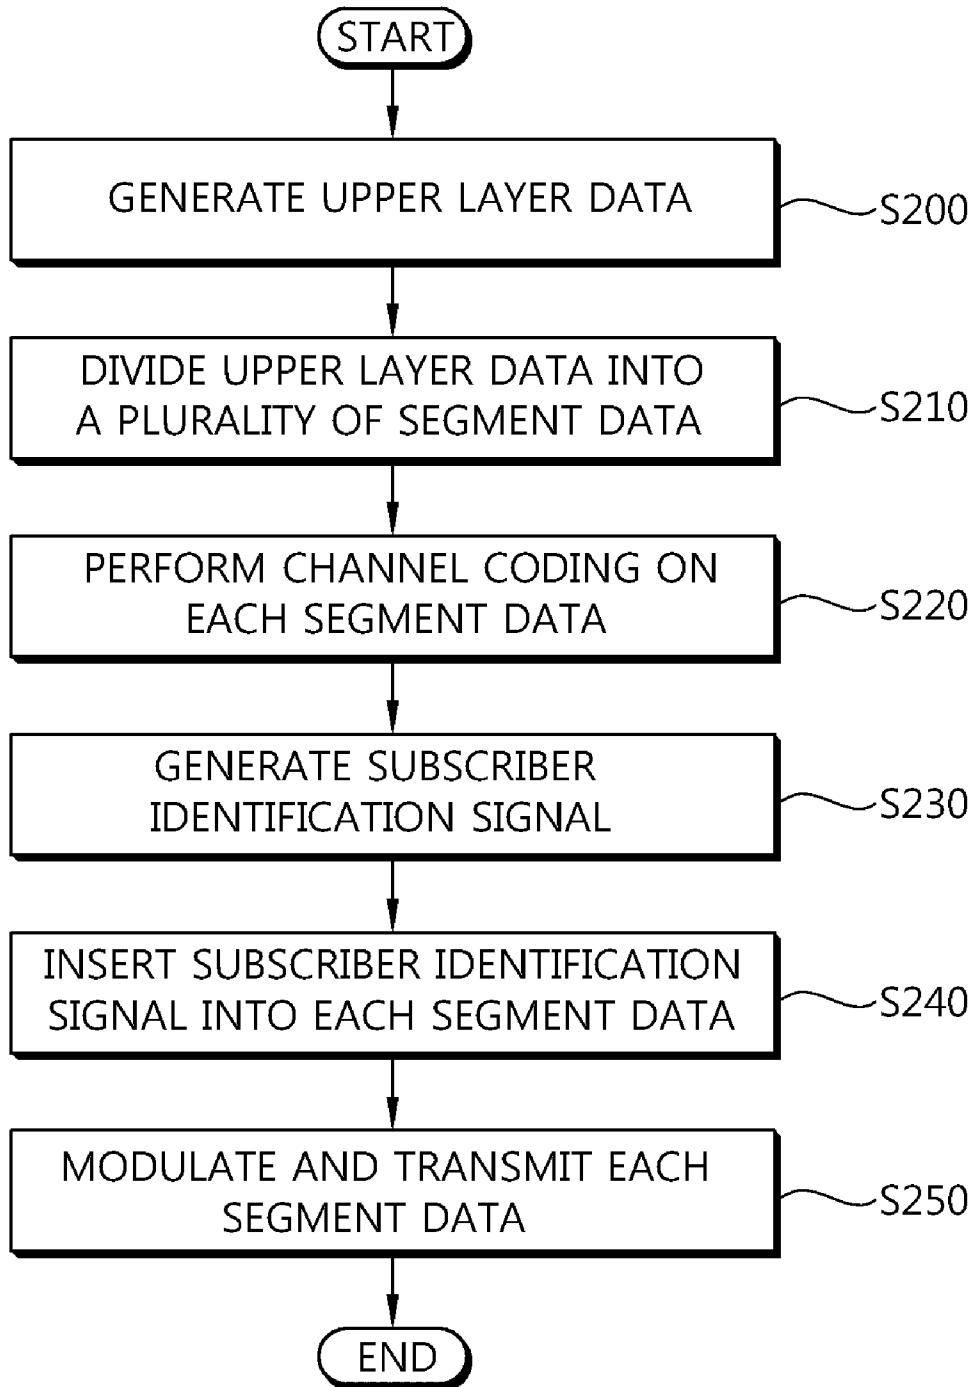 START
GENERATE UPPER LAYER DATA
S200
DIVIDE UPPER LAYER DATA INTO
A PLURALITY OF SEGMENT DATA
S210
PERFORM CHANNEL CODING ON
EACH SEGMENT DATA
S220
GENERATE SUBSCRIBER
IDENTIFICATION SIGNAL
S230
INSERT SUBSCRIBER IDENTIFICATION
SIGNAL INTO EACH SEGMENT DATA
S240
MODULATE AND TRANSMIT EACH
SEGMENT DATA
S250
END